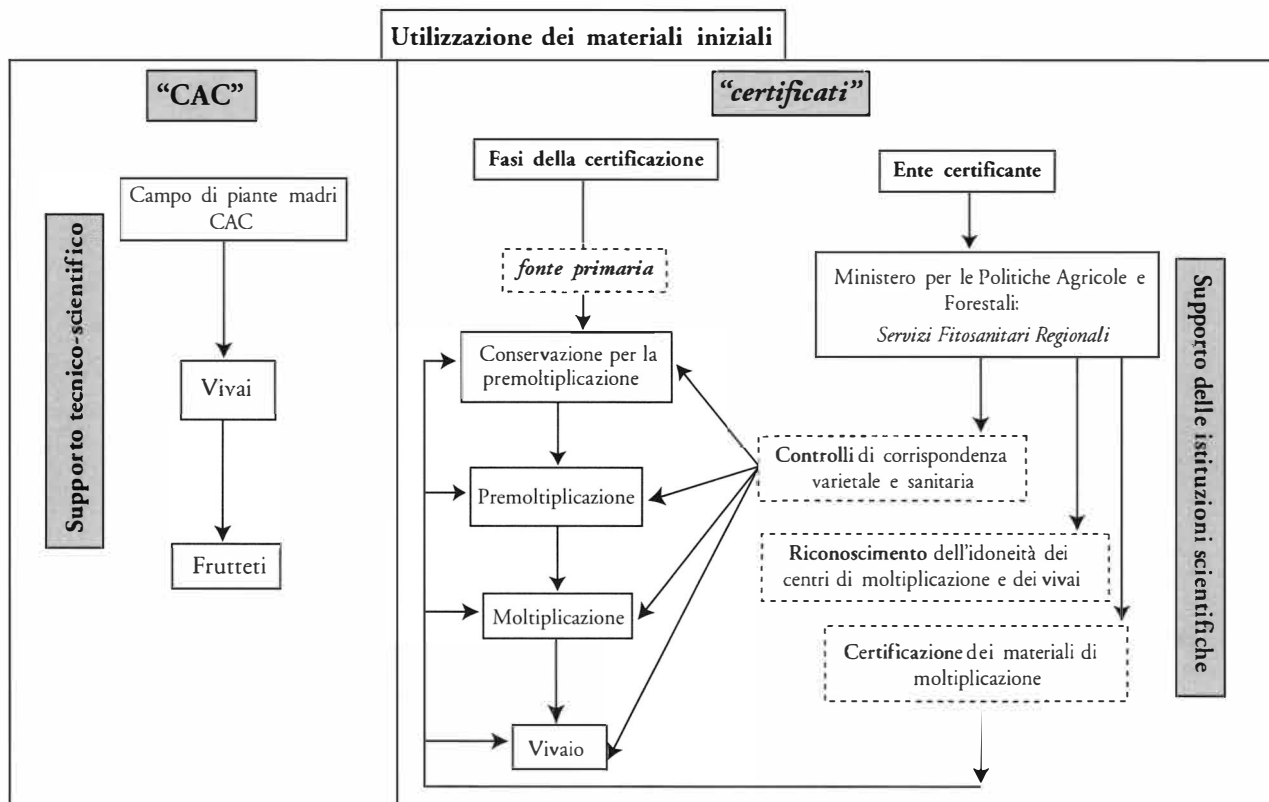 Utilizzazione dei materiali iniziali
“CAC”
Supporto tecnico-scientifico
Campo di piante madri
CAC
Vivai
Frutteti
“certificati”
Fasi della certificazione
fonte primaria
Conservazione per la
premoltiplicazione
Premoltiplicazione
Moltiplicazione
Vivaio
Ente certificante
Ministero per le Politiche Agricole e
Forestali:
Servizi Fitosanitari Regionali
Controlli di corrispondenza
varietale e sanitaria
Riconoscimento dell'idoneità dei
centri di moltiplicazione e dei vivai
Certificazione dei materiali di
moltiplicazione
Supporto delle istituzioni scientifiche